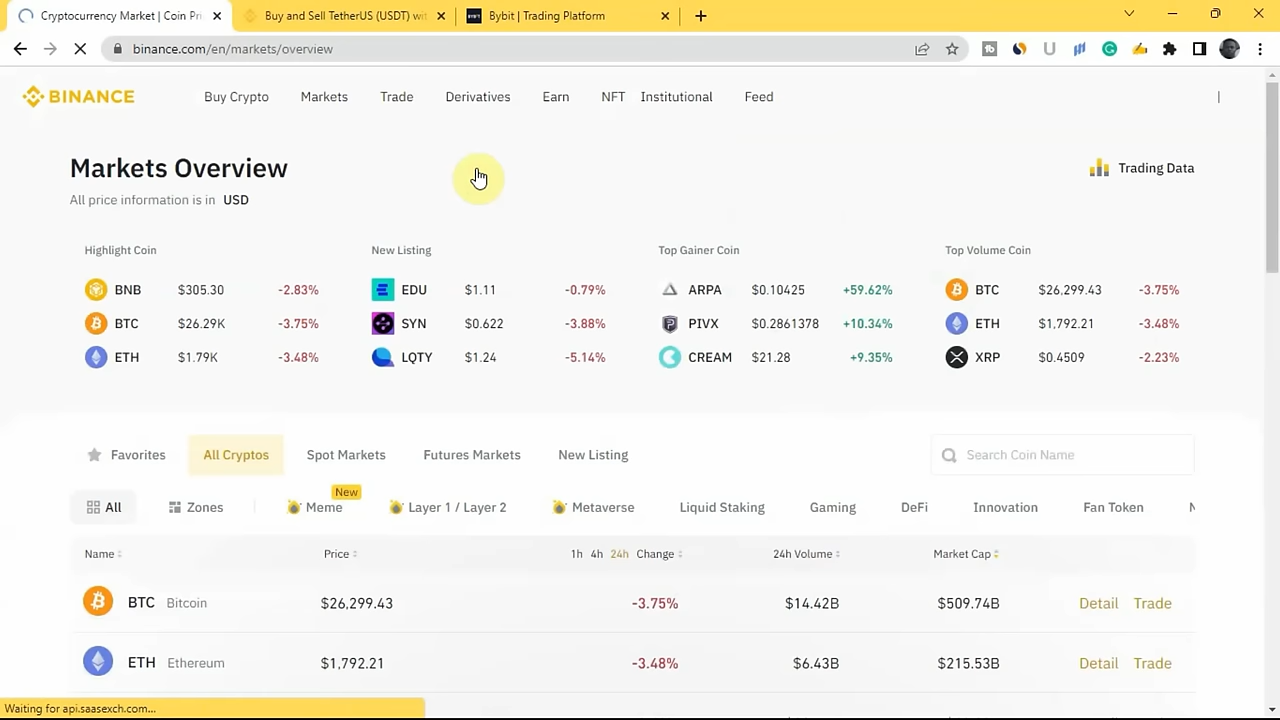 Cryptocurrency Market | Coin Pri
Buy and Sell TetherUS (USDT) wit
Bybit | Trading Platform
binance.com/en/markets/overview
BINANCE
Buy Crypto Markets Trade Derivatives Earn NFT Institutional Feed
Markets Overview
Trading Data
All price information is in USD
Highlight Coin New Listing Top Gainer Coin Top Volume Coin
BNB $305.30 -2.83% EDU $1.11 -0.79% ARPA $0.10425 +59.62% BTC $26,299.43 -3.75%
BTC $26.29K -3.75% SYN $0.622 -3.88% PIVX $0.2861378 +10.34% ETH $1,792.21 -3.48%
ETH $1.79K -3.48% LQTY $1.24 -5.14% CREAM $21.28 +9.35% XRP $0.4509 -2.23%
Favorites All Cryptos Spot Markets Futures Markets New Listing Search Coin Name
New
All Zones Meme Layer 1 / Layer 2 Metaverse Liquid Staking Gaming DeFi Innovation Fan Token
Name Price 1h 4h 24h Change 24h Volume Market Cap
BTC Bitcoin $26,299.43 -3.75% $14.42B $509.74B Detail Trade
ETH Ethereum $1,792.21 -3.48% $6.43B $215.53B Detail Trade
Waiting for api.saasexch.com...